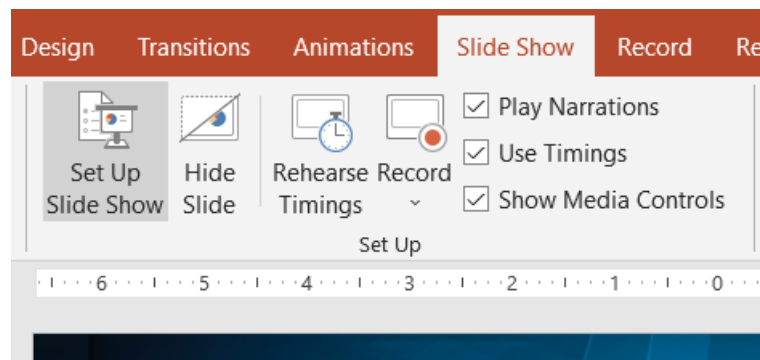 Design Transitions Animations Slide Show Record Re
Play Narrations
Use Timings
Show Media Controls
Set Up
Slide Show
Hide
Slide
Rehearse
Timings
Record
Set Up
6 5 4 3 2 1 0